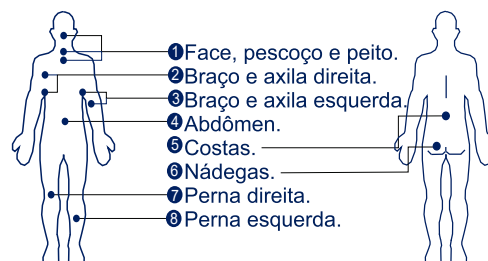 1 Face, pescoço e peito.
2 Braço e axila direita.
3 Braço e axila esquerda.
4 Abdômen.
5 Costas.
6 Nádegas.
7 Perna direita.
8 Perna esquerda.